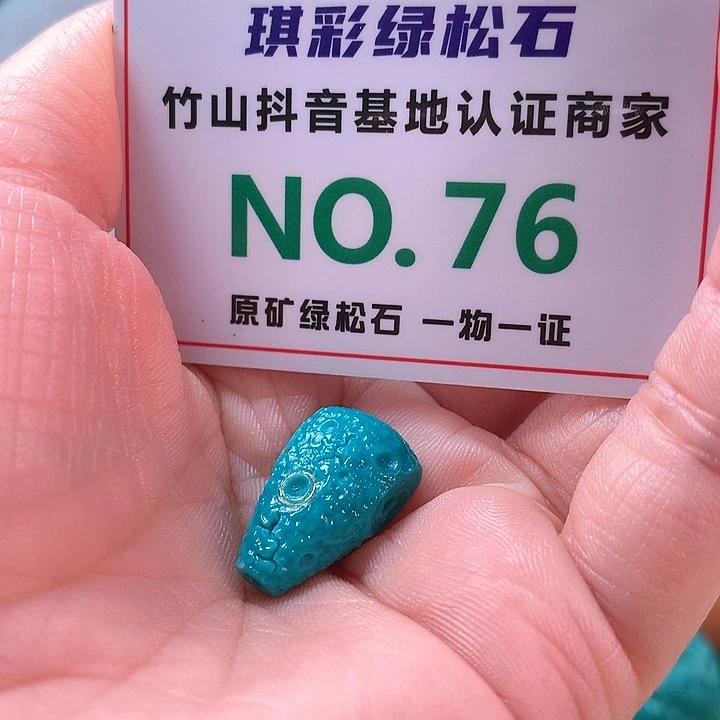 琪彩绿松石
竹山抖音基地认证商家
NO.76
原矿绿松石 一物一证